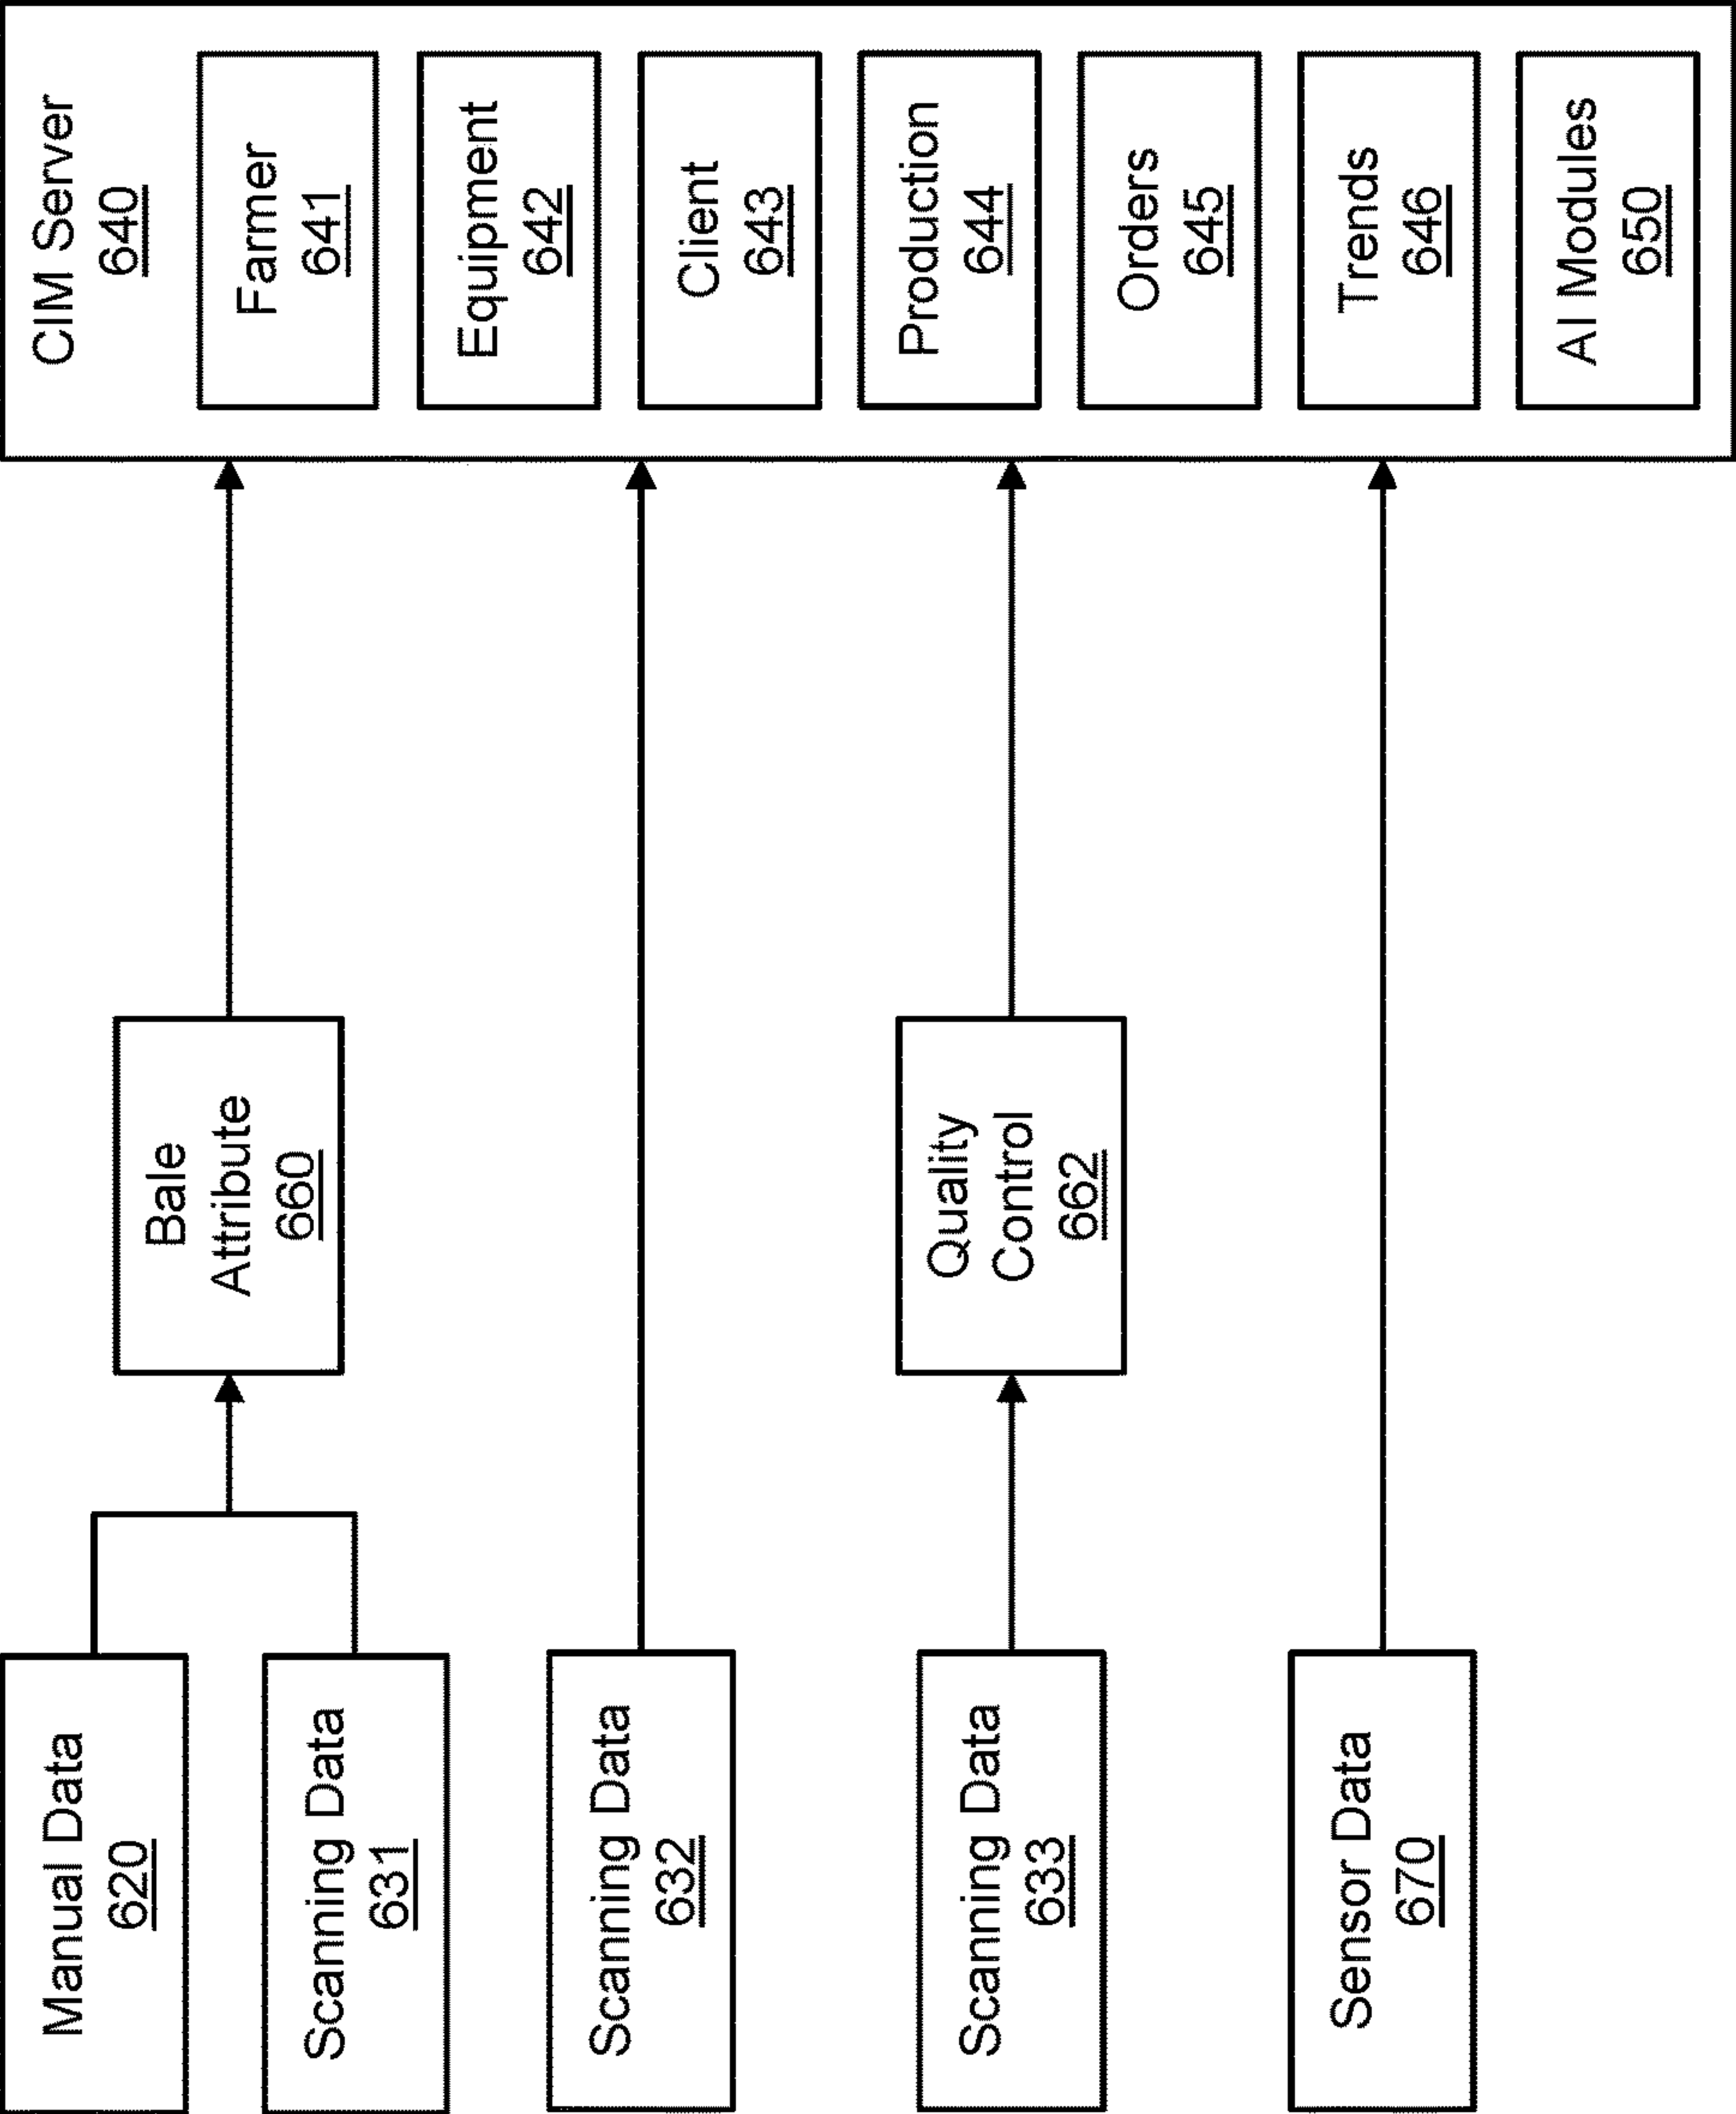 Manual Data
620
Scanning Data
631
Scanning Data
632
Scanning Data
633
Sensor Data
670
Bale
Attribute
660
Quality
Control
662
CIM Server
640
Farmer
641
Equipment
642
Client
643
Production
644
Orders
645
Trends
646
AI Modules
650